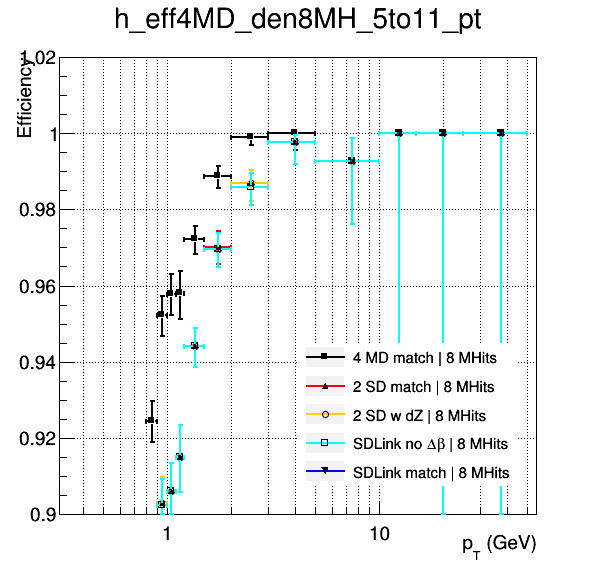 h_eff4MD_den8MH_5to11_pt
Efficiency
1.02
1
0.98
0.96
0.94
0.92
0.9
4 MD match | 8 MHits
2 SD match | 8 MHits
2 SD w dZ | 8 MHits
SDLink no Δβ | 8 MHits
SDLink match | 8 MHits
1
10
p_T (GeV)